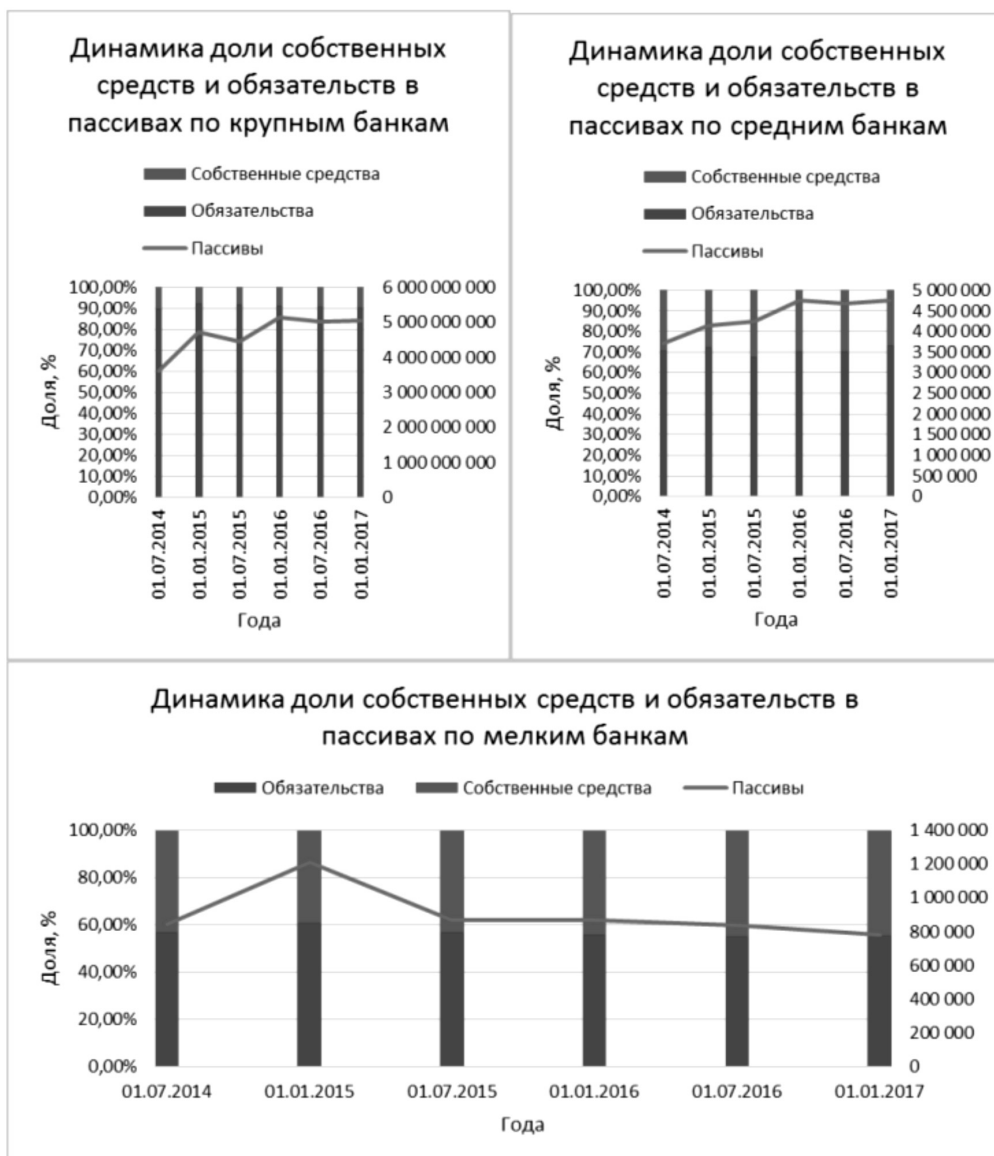 Динамика доли собственных
средств и обязательств в
пассивах по крупным банкам
Собственные средства
Обязательства
Пассивы
100,00%
90,00%
80,00%
70,00%
60,00%
50,00%
40,00%
30,00%
20,00%
10,00%
0,00%
Доля, %
6 000 000 000
5 000 000 000
4 000 000 000
3 000 000 000
2 000 000 000
1 000 000 000
0
01.07.2014
01.01.2015
01.07.2015
01.01.2016
01.07.2016
01.01.2017
Года
Динамика доли собственных
средств и обязательств в
пассивах по средним банкам
Собственные средства
Обязательства
Пассивы
100,00%
90,00%
80,00%
70,00%
60,00%
50,00%
40,00%
30,00%
20,00%
10,00%
0,00%
Доля, %
5 000 000
4 500 000
4 000 000
3 500 000
3 000 000
2 500 000
2 000 000
1 500 000
1 000 000
500 000
0
01.07.2014
01.01.2015
01.07.2015
01.01.2016
01.07.2016
01.01.2017
Года
Динамика доли собственных средств и обязательств в
пассивах по мелким банкам
Обязательства Собственные средства Пассивы
100,00%
80,00%
60,00%
40,00%
20,00%
0,00%
Доля, %
1 400 000
1 200 000
1 000 000
800 000
600 000
400 000
200 000
0
01.07.2014 01.01.2015 01.07.2015 01.01.2016 01.07.2016 01.01.2017
Года